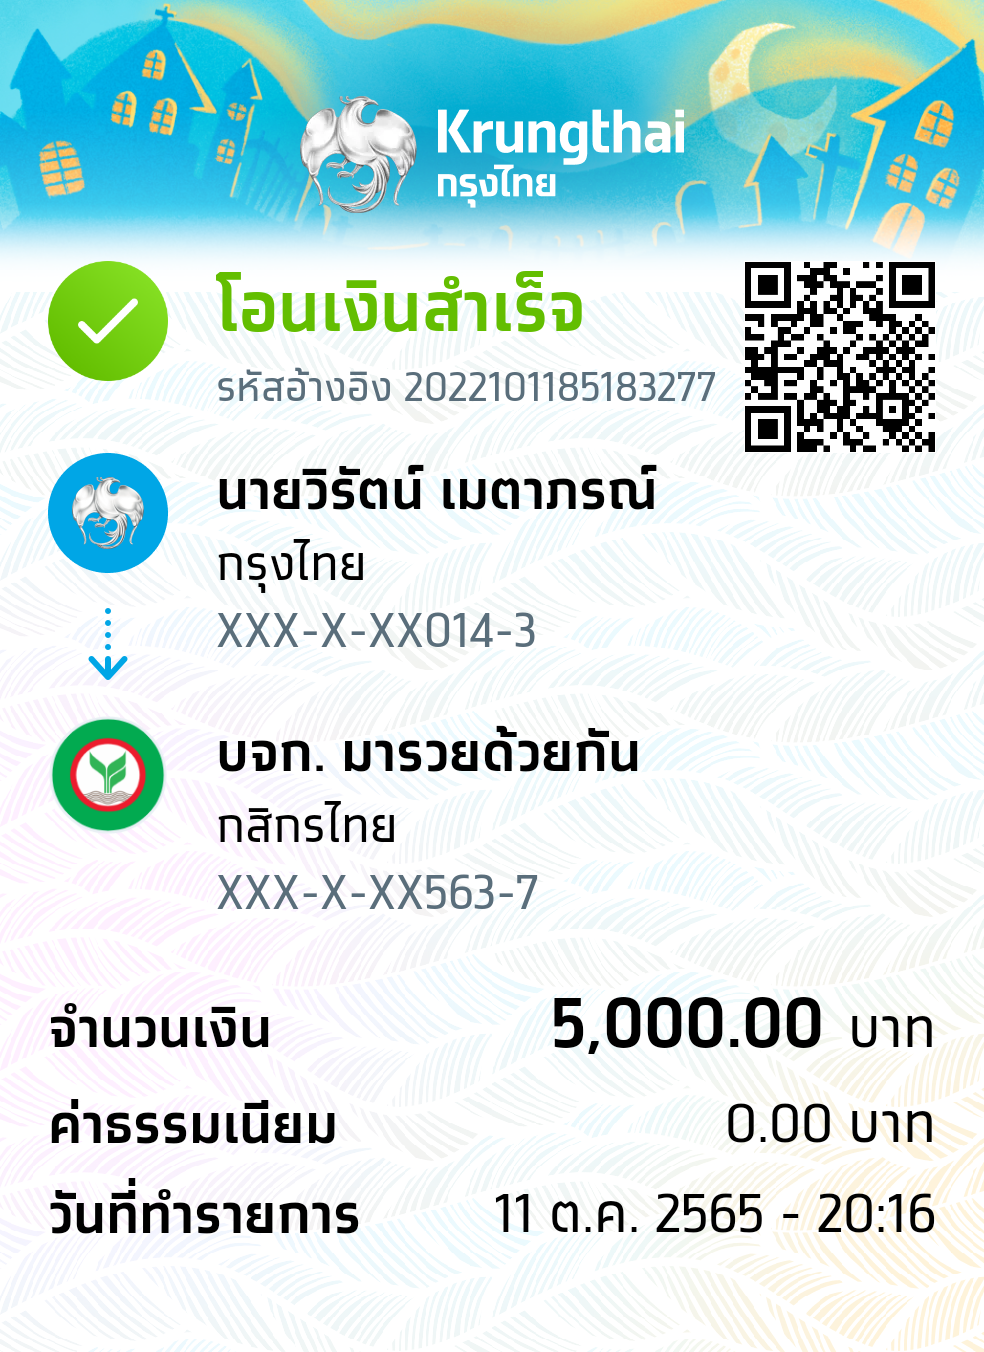 Krungthai
กรุงไทย
โอนเงินสำเร็จ
รหัสอ้างอิง 2022101185183277
นายวิรัตน์ เมตาภรณ์
กรุงไทย
XXX-X-XX014-3
บจก. มารวยด้วยกัน
กสิกรไทย
XXX-X-XX563-7
จำนวนเงิน 5,000.00 บาท
ค่าธรรมเนียม 0.00 บาท
วันที่ทำรายการ 11 ต.ค. 2565 - 20:16